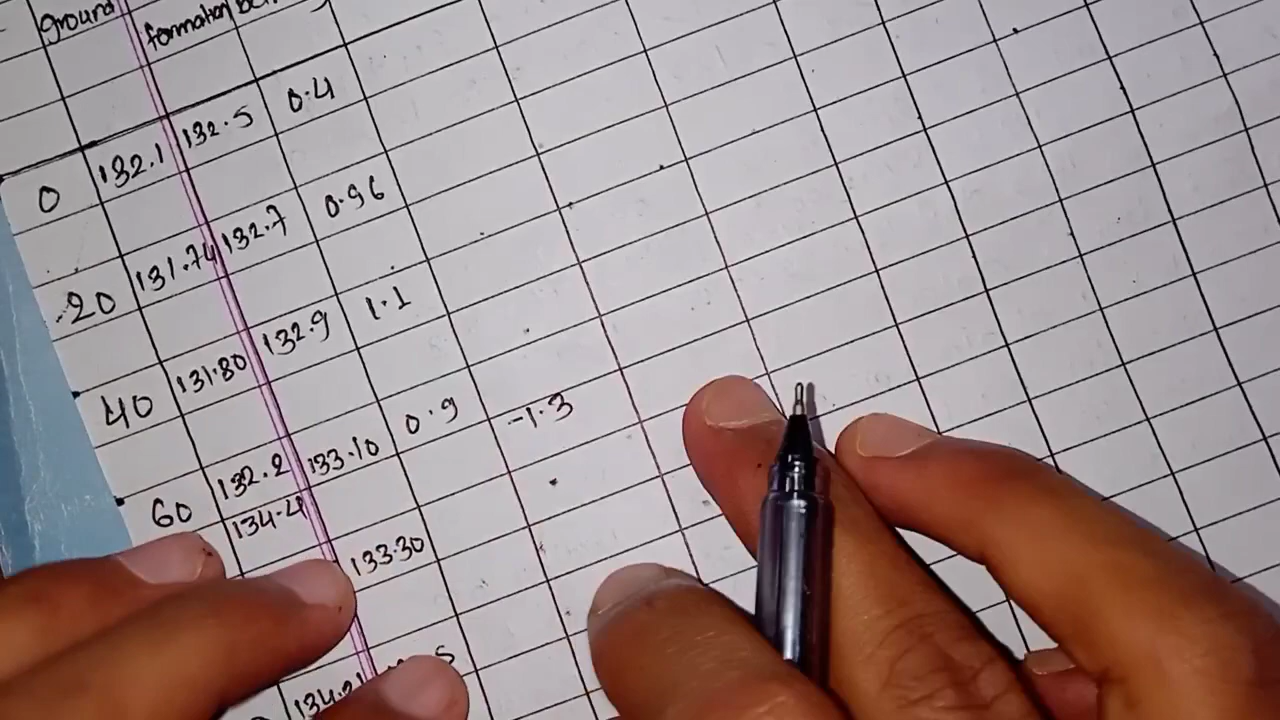 ground formation
0 132.1 132.5 0.4
20 131.74 132.7 0.96
40 131.80 132.9 1.1
60 132.2 133.10 0.9 -1.3
134.4 133.30